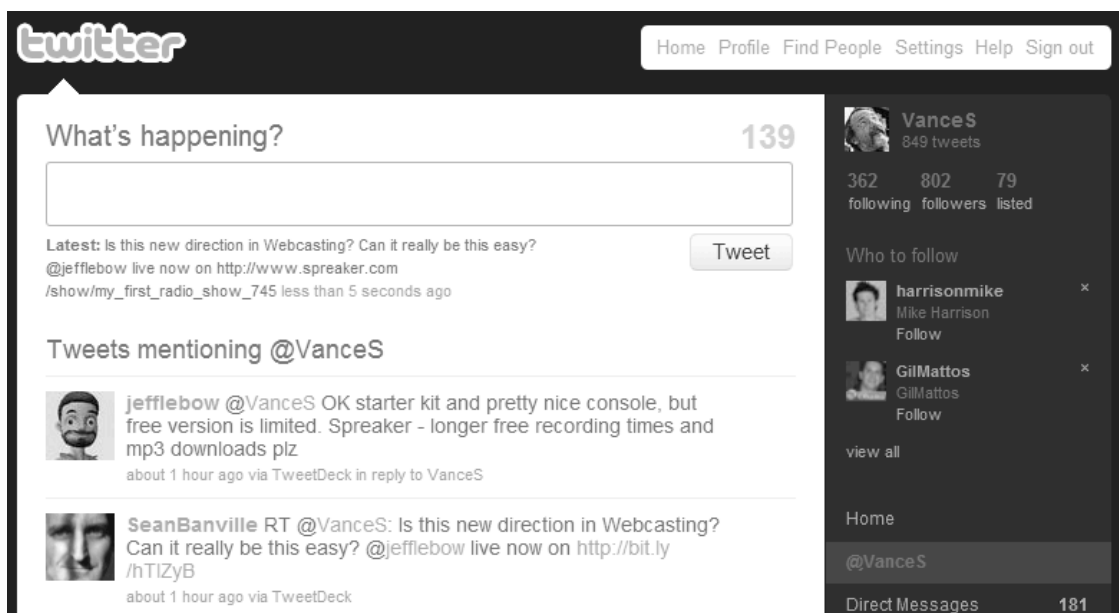 twitter
Home Profile Find People Settings Help Sign out
What's happening?
139
Latest: Is this new direction in Webcasting? Can it really be this easy?
@jefflebow live now on http://www.spreaker.com
/show/my_first_radio_show_745 less than 5 seconds ago
Tweet
Tweets mentioning @VanceS
jefflebow @VanceS OK starter kit and pretty nice console, but
free version is limited. Spreaker - longer free recording times and
mp3 downloads plz
about 1 hour ago via TweetDeck in reply to VanceS
SeanBanville RT @VanceS: Is this new direction in Webcasting?
Can it really be this easy? @jefflebow live now on http://bit.ly
/hTlZyB
about 1 hour ago via TweetDeck
VanceS
849 tweets
362 802 79
following followers listed
Who to follow
harrisonmike ×
Mike Harrison
Follow
GilMattos ×
GilMattos
Follow
view all
Home
@VanceS
Direct Messages 181